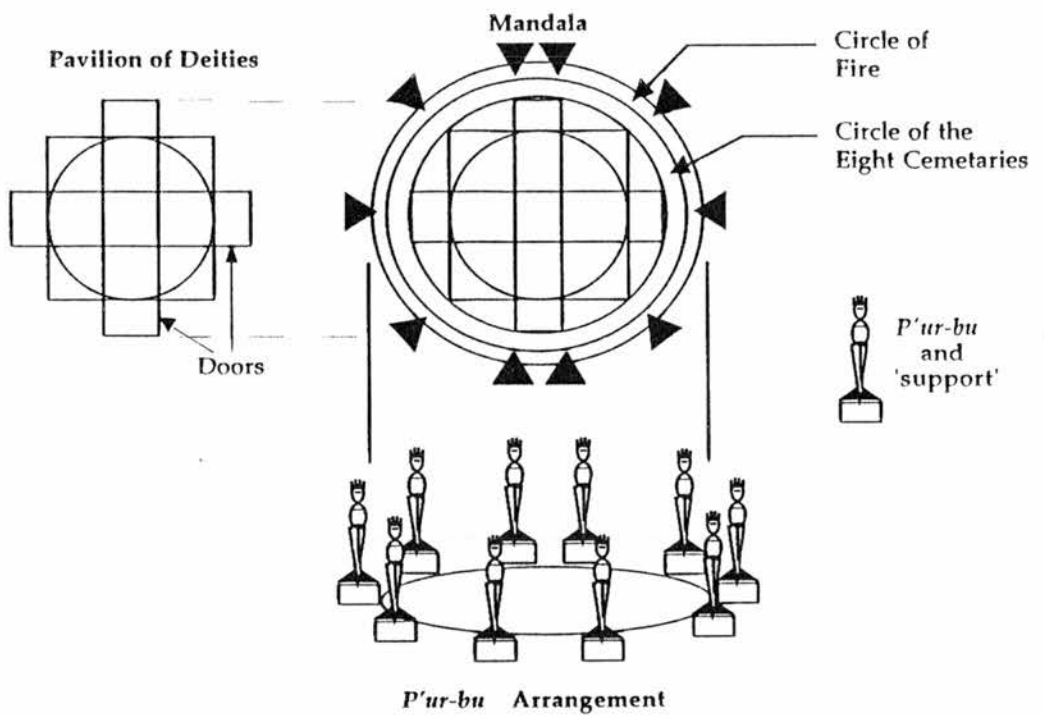 Mandala
Pavilion of Deities
Circle of
Fire
Circle of the
Eight Cemetaries
Doors
P'ur-bu
and
'support'
P'ur-bu Arrangement